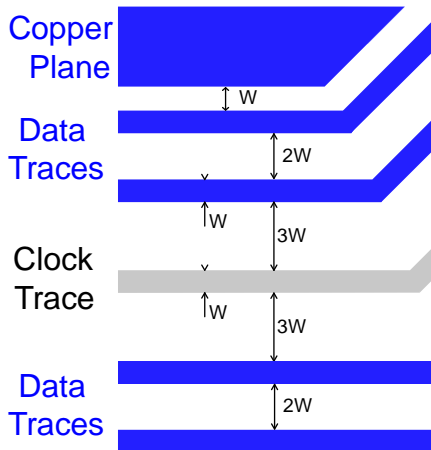 Copper
Plane
W
Data
Traces
2W
W
3W
Clock
Trace
W
3W
Data
Traces
2W